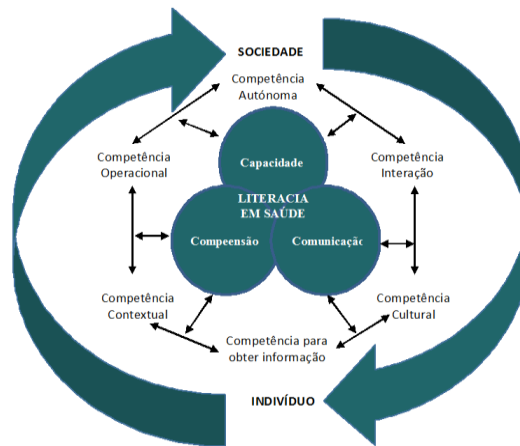 SOCIEDADE
Competência
Autónoma
Capacidade
Competência
Operacional
Competência
Interação
LITERACIA
EM SAÚDE
Compeensão
Comunicação
Competência
Contextual
Competência
Cultural
Competência para
obter informação
INDIVÍDUO